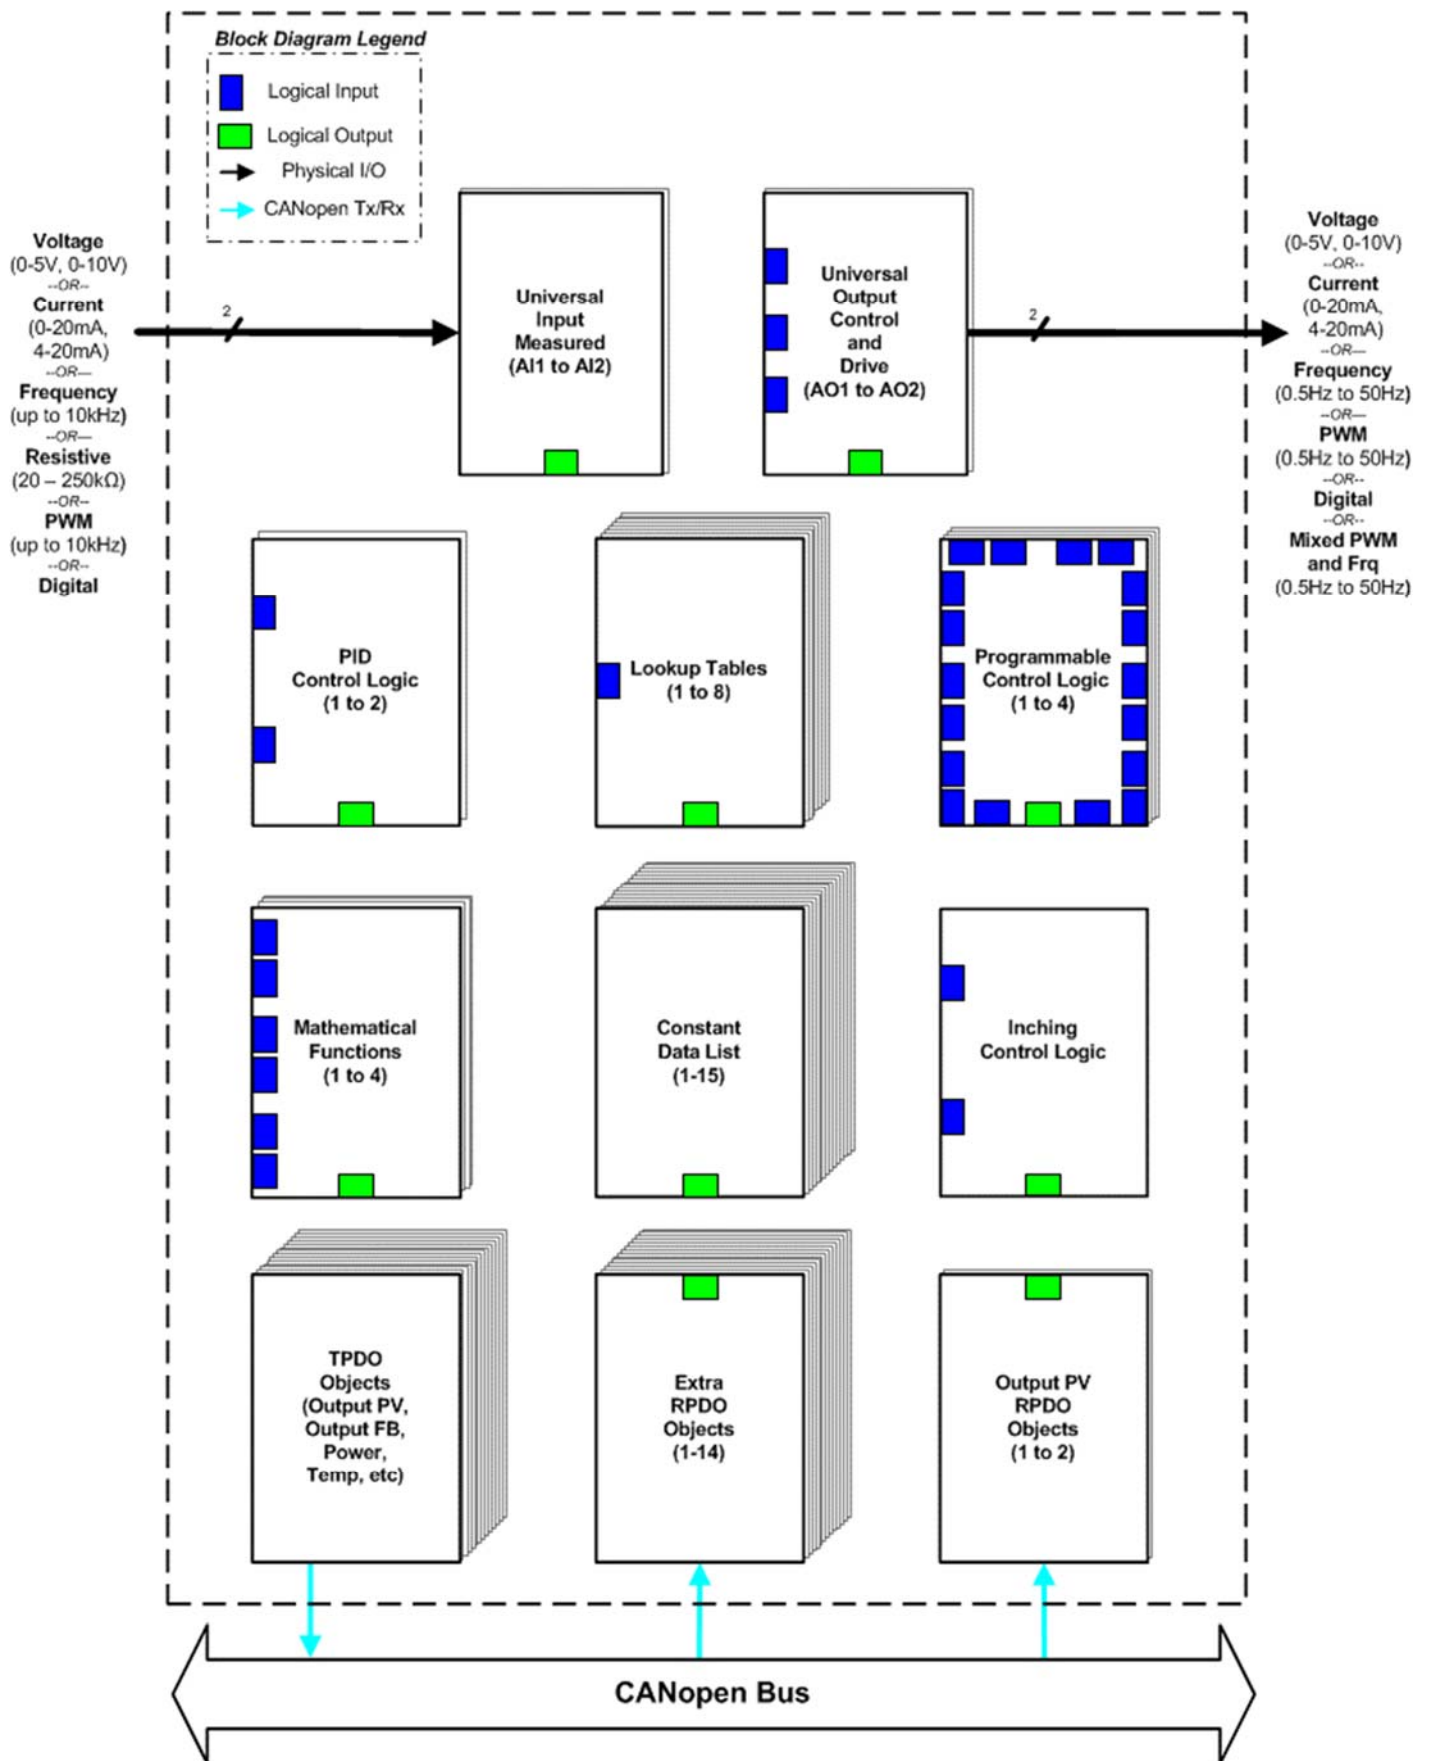 Block Diagram Legend
Logical Input
Logical Output
Physical I/O
CANopen Tx/Rx
Voltage
(0-5V, 0-10V)
--OR--
Current
(0-20mA,
4-20mA)
--OR—
Frequency
(up to 10kHz)
--OR—
Resistive
(20 – 250kΩ)
--OR--
PWM
(up to 10kHz)
--OR--
Digital
2
Universal
Input
Measured
(AI1 to AI2)
Universal
Output
Control
and
Drive
(AO1 to AO2)
2
Voltage
(0-5V, 0-10V)
--OR--
Current
(0-20mA,
4-20mA)
--OR—
Frequency
(0.5Hz to 50Hz)
--OR—
PWM
(0.5Hz to 50Hz)
--OR--
Digital
--OR--
Mixed PWM
and Frq
(0.5Hz to 50Hz)
PID
Control Logic
(1 to 2)
Lookup Tables
(1 to 8)
Programmable
Control Logic
(1 to 4)
Mathematical
Functions
(1 to 4)
Constant
Data List
(1-15)
Inching
Control Logic
TPDO
Objects
(Output PV,
Output FB,
Power,
Temp, etc)
Extra
RPDO
Objects
(1-14)
Output PV
RPDO
Objects
(1 to 2)
CANopen Bus